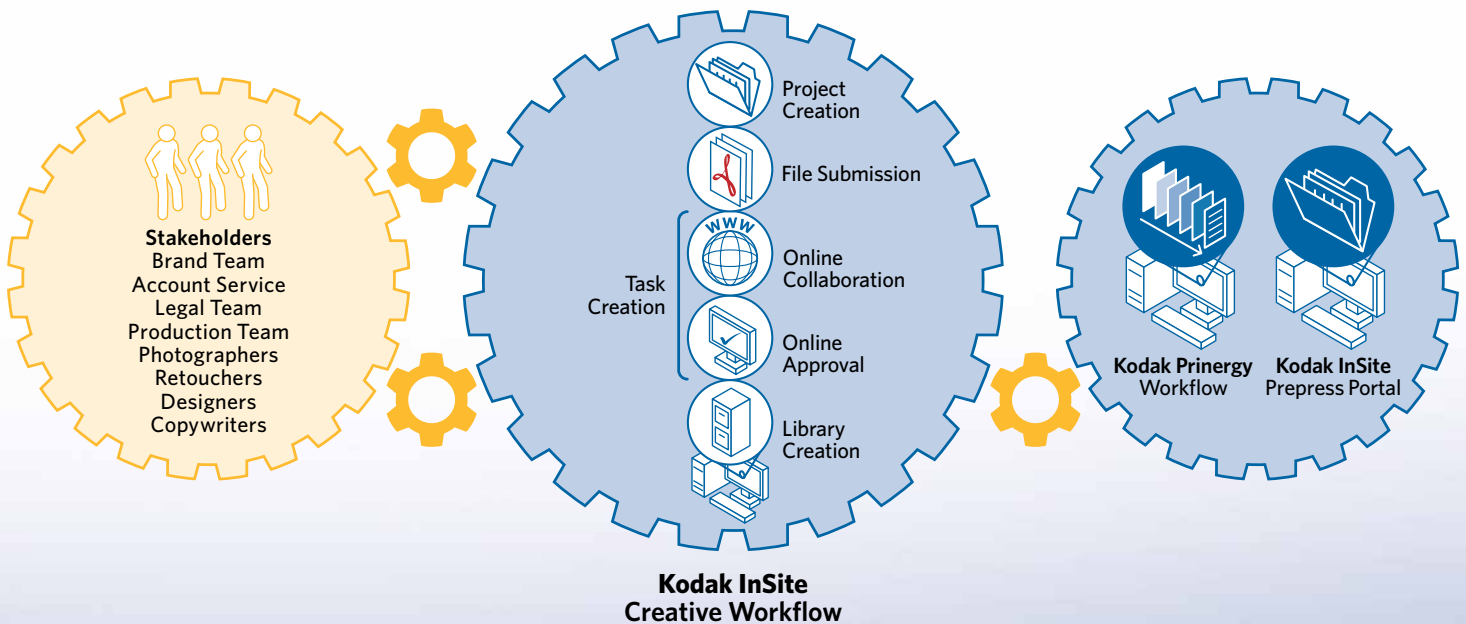 Stakeholders
Brand Team
Account Service
Legal Team
Production Team
Photographers
Retouchers
Designers
Copywriters
Project
Creation
File Submission
WWW
Online
Collaboration
Task
Creation
Online
Approval
Library
Creation
Kodak InSite
Creative Workflow
Kodak Prinergy
Workflow
Kodak InSite
Prepress Portal